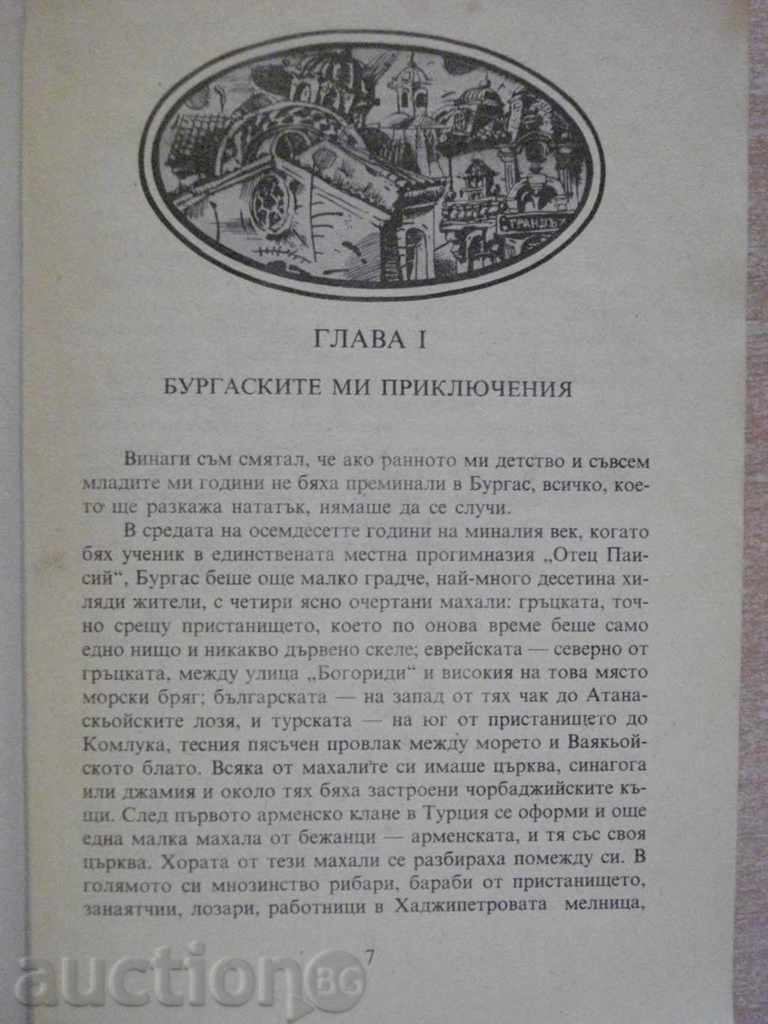 СТРАНДЪ
ГЛАВА I
БУРГАСКИТЕ МИ ПРИКЛЮЧЕНИЯ
Винаги съм смятал, че ако ранното ми детство и съвсем
младите ми години не бяха преминали в Бургас, всичко, кое-
то ще разкажа нататък, нямаше да се случи.
В средата на осемдесетте години на миналия век, когато
бях ученик в единствената местна прогимназия „Отец Паи-
сий“, Бургас беше още малко градче, най-много десетина хи-
ляди жители, с четири ясно очертани махали: гръцката, точ-
но срещу пристанището, което по онова време беше само
едно нищо и никакво дървено скеле; еврейската — северно от
гръцката, между улица „Богориди“ и високия на това място
морски бряг; българската — на запад от тях чак до Атана-
скьойските лозя, и турската — на юг от пристанището до
Комлука, тесния пясъчен провлак между морето и Ваякьой-
ското блато. Всяка от махалите си имаше църква, синагога
или джамия и около тях бяха застроени чорбаджийските къ-
щи. След първото арменско клане в Турция се оформи и още
една малка махала от бежанци — арменската, и тя със своя
църква. Хората от тези махали се разбираха помежду си. В
голямото си мнозинство рибари, бараби от пристанището,
занаятчии, лозари, работници в Хаджипетровата мелница,
7
auction BG